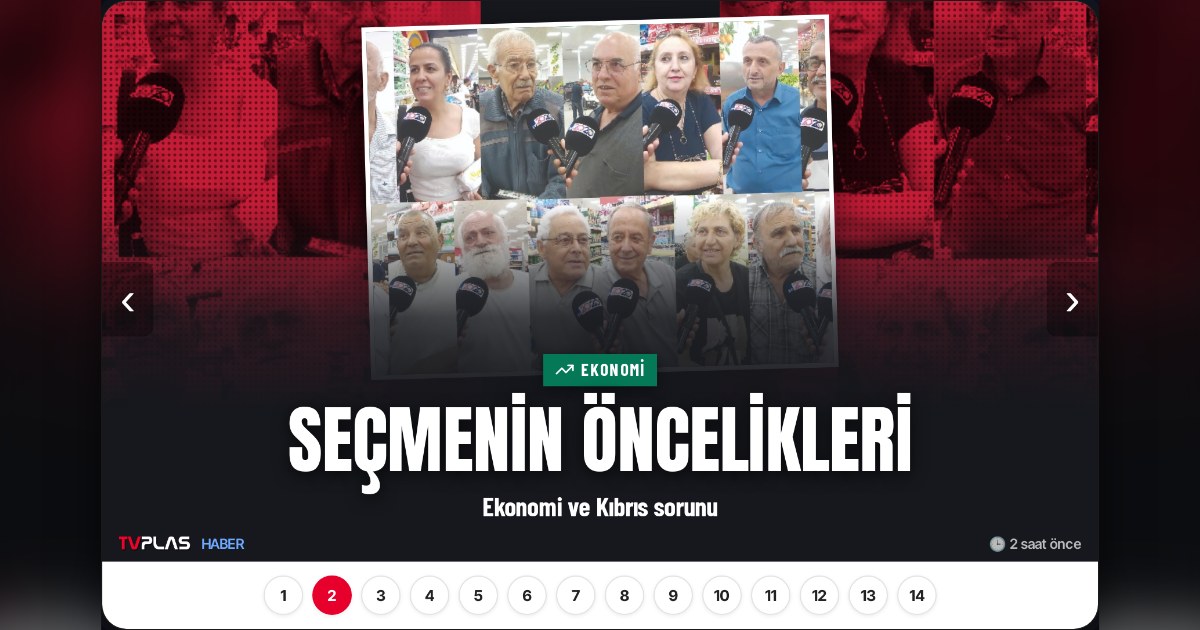 EKONOMİ
SEÇMENİN ÖNCELİKLERİ
Ekonomi ve Kıbrıs sorunu
TVPLAS HABER
2 saat önce
1 2 3 4 5 6 7 8 9 10 11 12 13 14